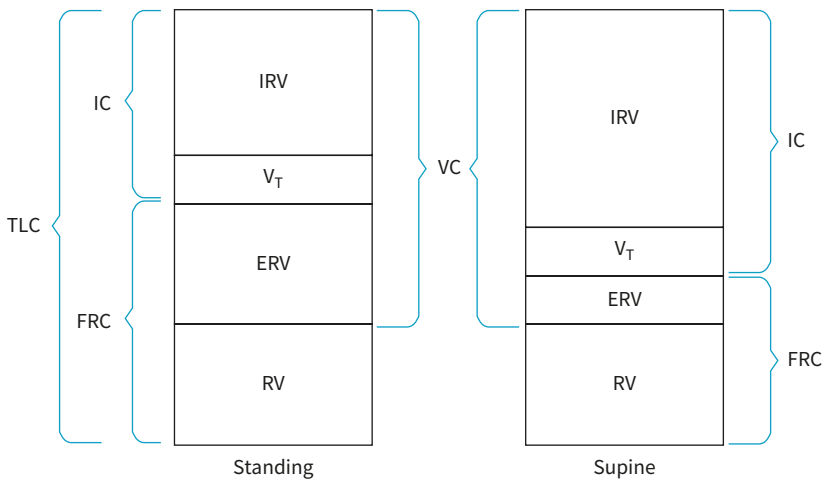 IRV
IC
IRV
IC
VC
V_T
TLC
V_T
ERV
ERV
FRC
FRC
RV
RV
Standing
Supine